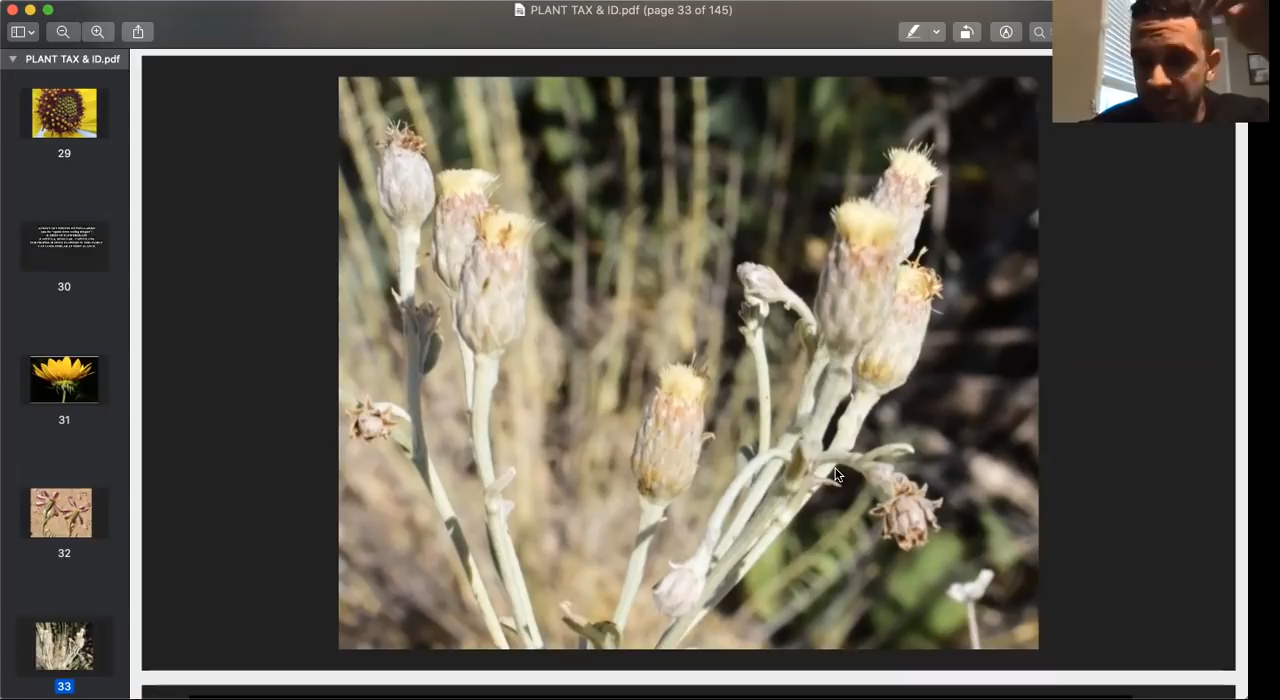 PLANT TAX & ID.pdf (page 33 of 145)
PLANT TAX & ID.pdf
29
30
31
32
33